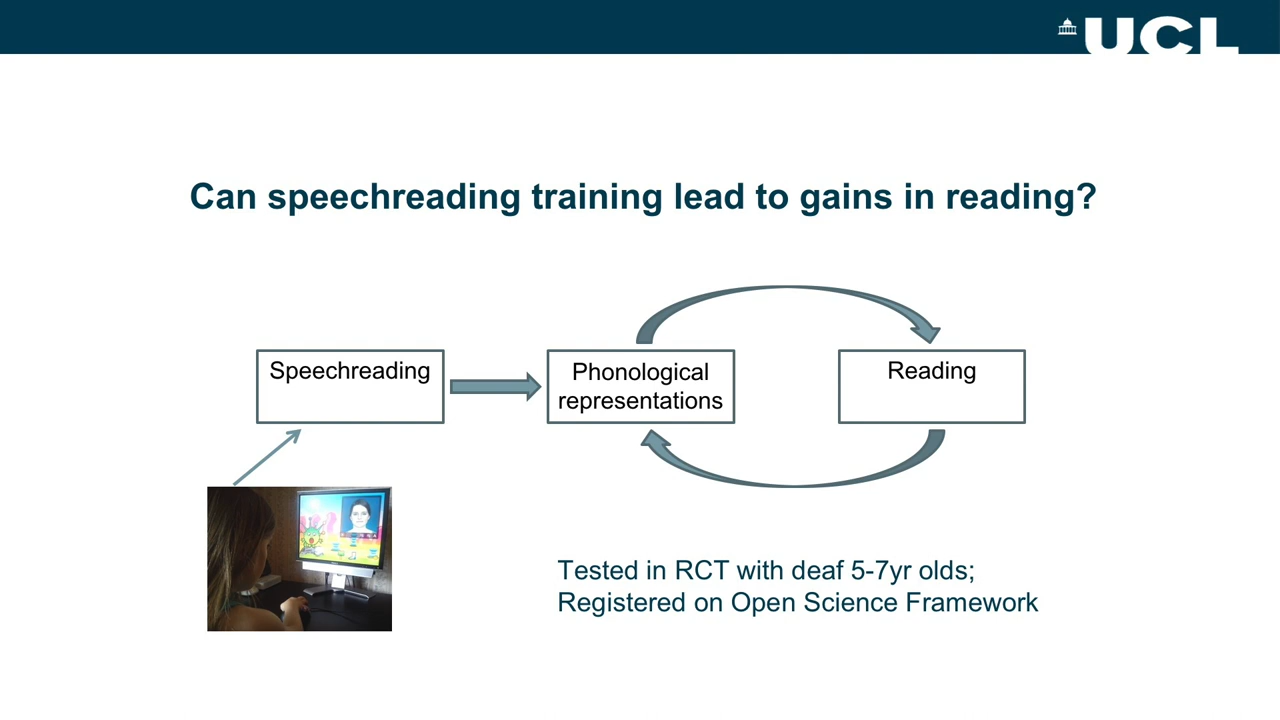 UCL
Can speechreading training lead to gains in reading?
Speechreading
Phonological
representations
Reading
Tested in RCT with deaf 5-7yr olds;
Registered on Open Science Framework